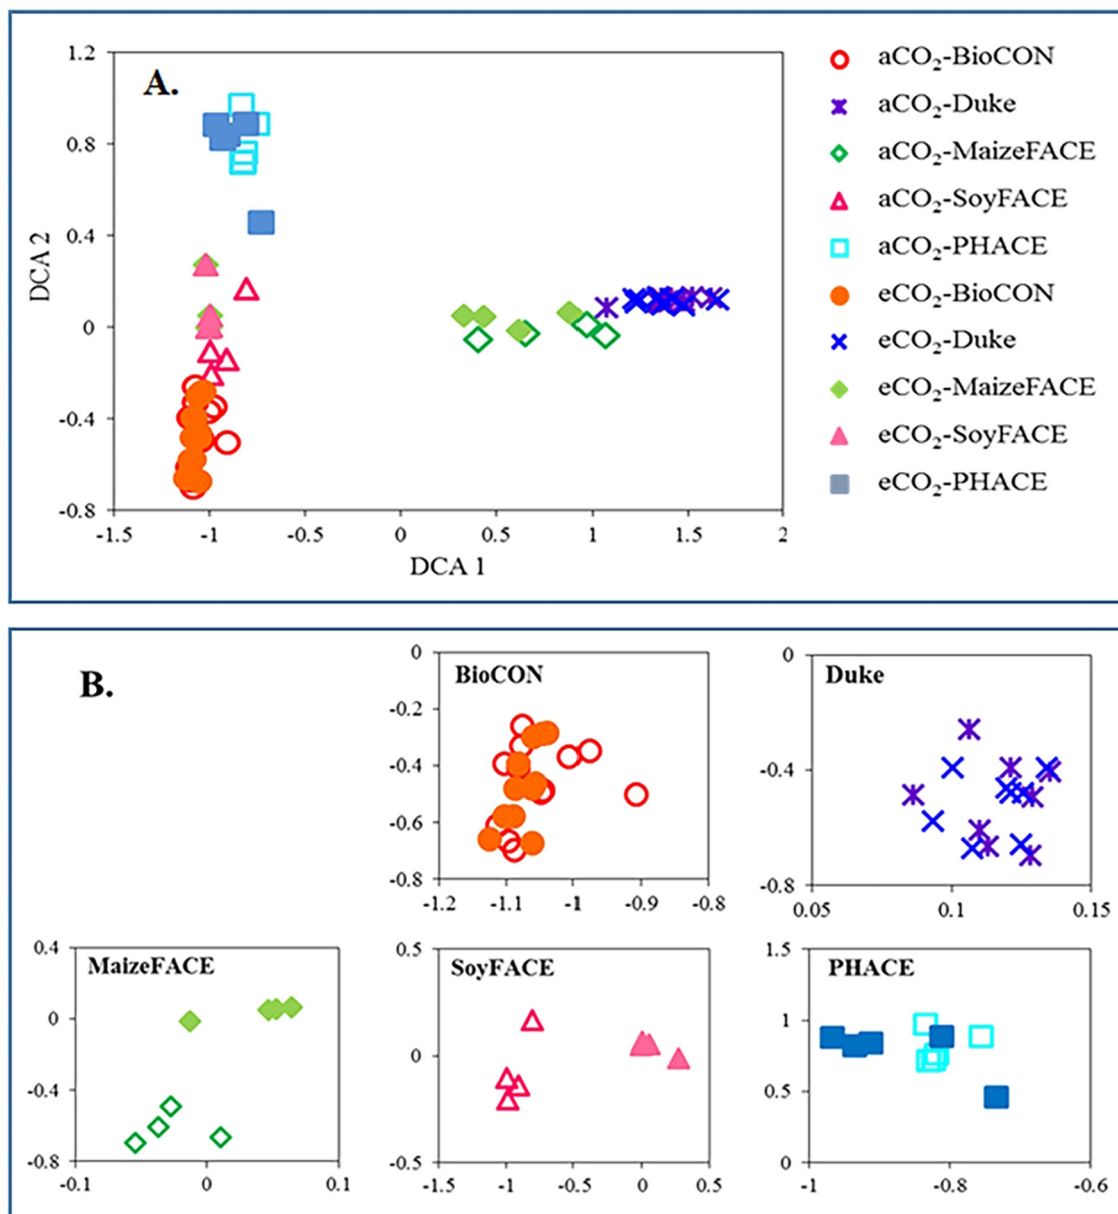 A.
1.2
0.8
0.4
0
-0.4
-0.8
DCA 2
-1.5 -1 -0.5 0 0.5 1 1.5 2
DCA 1
aCO₂-BioCON
aCO₂-Duke
aCO₂-MaizeFACE
aCO₂-SoyFACE
aCO₂-PHACE
eCO₂-BioCON
eCO₂-Duke
eCO₂-MaizeFACE
eCO₂-SoyFACE
eCO₂-PHACE
B.
BioCON
0
-0.2
-0.4
-0.6
-0.8
-1.2 -1.1 -1 -0.9 -0.8
Duke
0
-0.4
-0.8
0.05 0.1 0.15
MaizeFACE
0.4
0
-0.4
-0.8
-0.1 0 0.1
SoyFACE
0.5
0
-0.5
-1.5 -1 -0.5 0 0.5
PHACE
1.5
1
0.5
0
-1 -0.8 -0.6